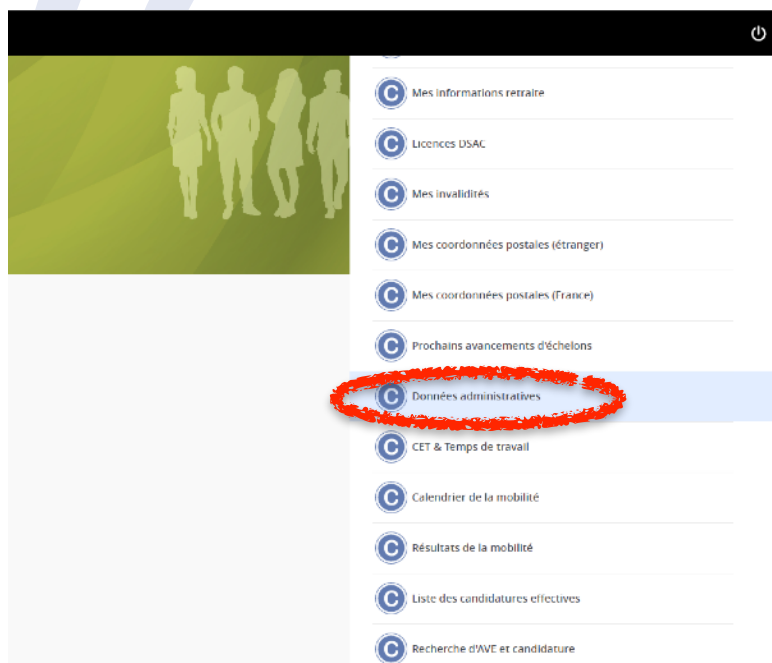 C Mes informations retraite
C Licences DSAC
C Mes invalidités
C Mes coordonnées postales (étranger)
C Mes coordonnées postales (France)
C Prochains avancements d'échelons
C Données administratives
C CET & Temps de travail
C Calendrier de la mobilité
C Résultats de la mobilité
C Liste des candidatures effectives
C Recherche d'AVE et candidature